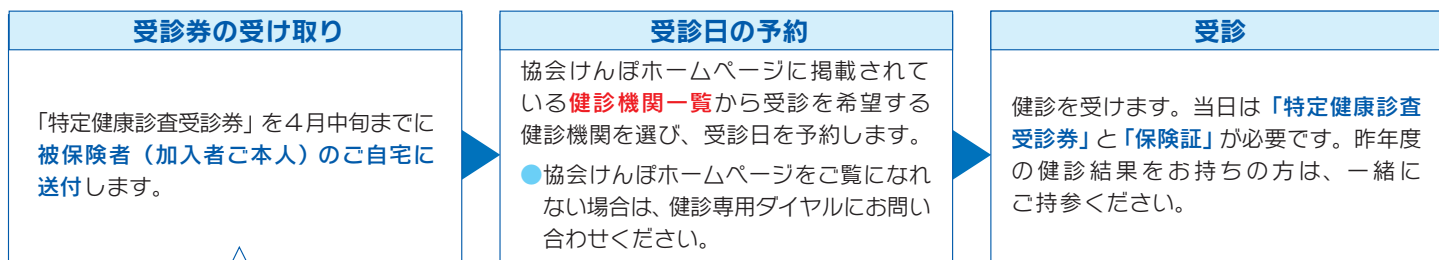 受診券の受け取り
「特定健康診査受診券」を4月中旬までに
被保険者（加入者ご本人）のご自宅に
送付します。
受診日の予約
協会けんぽホームページに掲載されて
いる健診機関一覧から受診を希望する
健診機関を選び、受診日を予約します。
●協会けんぽホームページをご覧になれ
ない場合は、健診専用ダイヤルにお問い
合わせください。
受診
健診を受けます。当日は「特定健康診査
受診券」と「保険証」が必要です。昨年度
の健診結果をお持ちの方は、一緒に
ご持参ください。